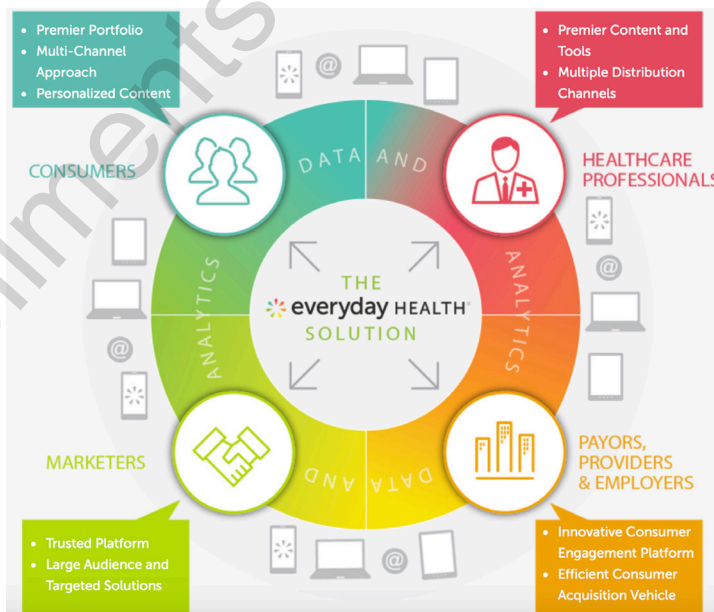 • Premier Portfolio
• Multi-Channel
Approach
• Personalized Content
• Premier Content and
Tools
• Multiple Distribution
Channels
@
CONSUMERS
DATA AND
HEALTHCARE
PROFESSIONALS
ANALYTICS
ANALYTICS
@
THE
everyday HEALTH®
SOLUTION
@
MARKETERS
DATA AND
PAYORS,
PROVIDERS
& EMPLOYERS
@
• Trusted Platform
• Large Audience and
Targeted Solutions
• Innovative Consumer
Engagement Platform
• Efficient Consumer
Acquisition Vehicle